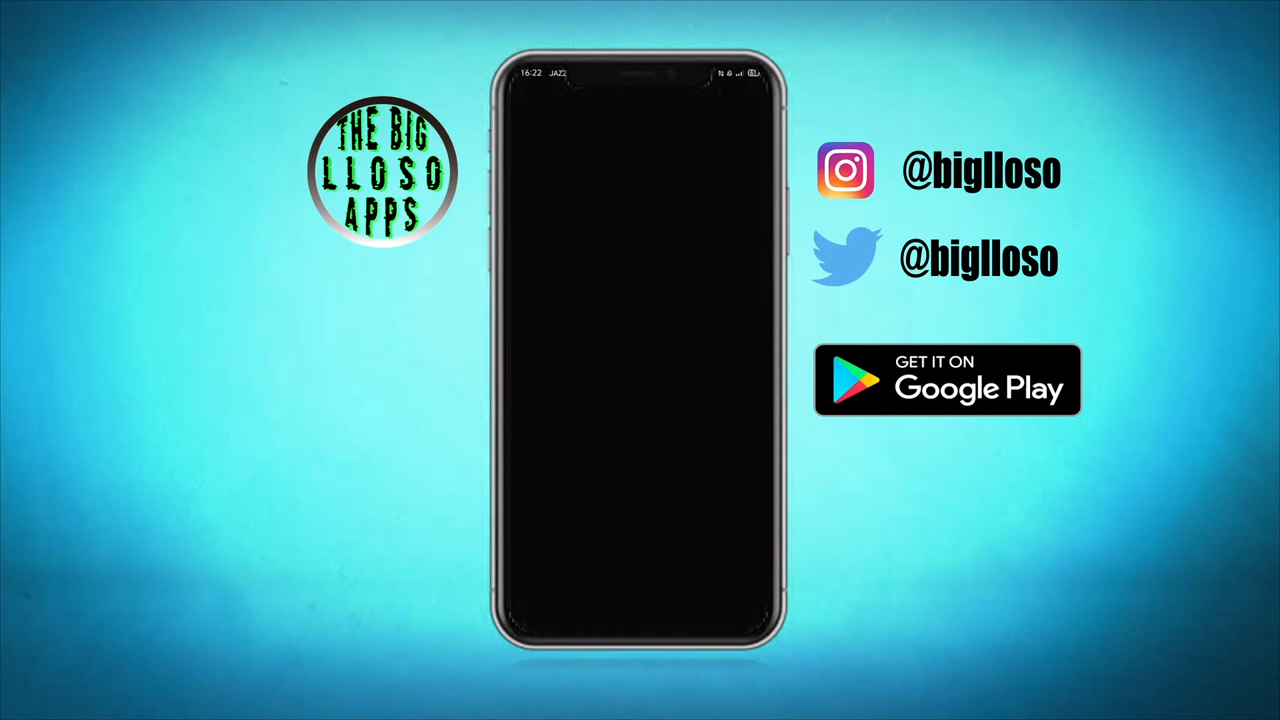 16:22 JAZZ
THE BIG
LLOSO
APPS
@biglloso
@biglloso
GET IT ON
Google Play